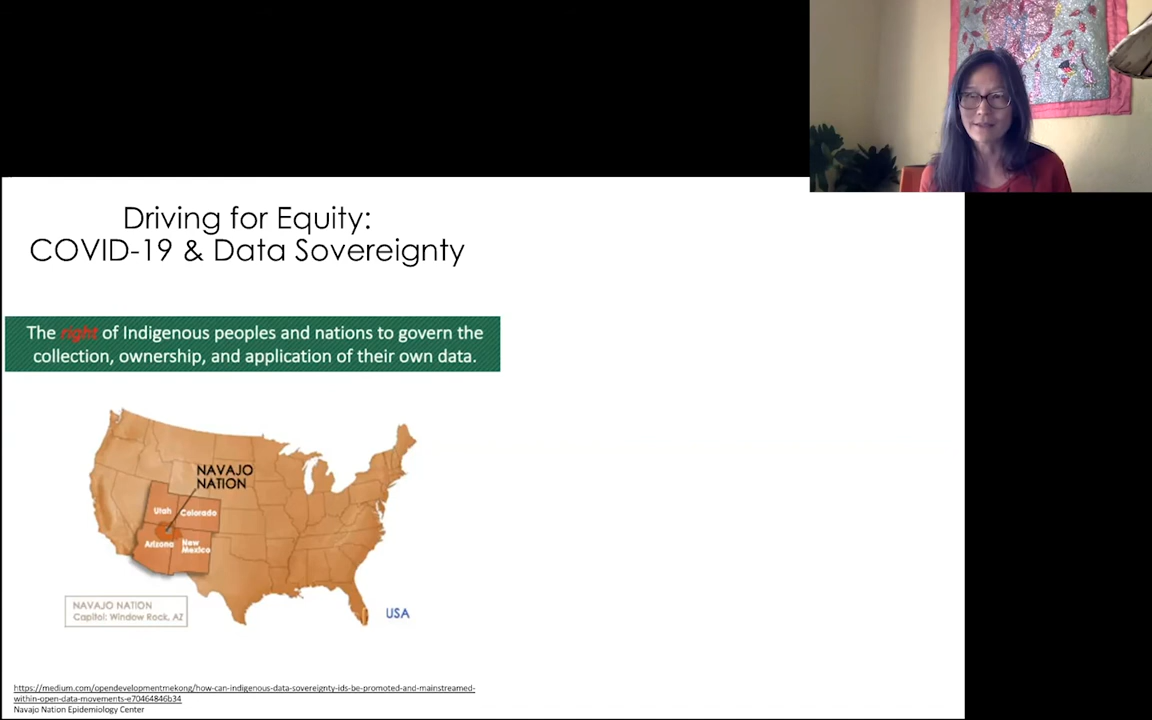 Driving for Equity:
COVID-19 & Data Sovereignty
The right of Indigenous peoples and nations to govern the
collection, ownership, and application of their own data.
NAVAJO
NATION
Utah
Colorado
Arizona
New
Mexico
NAVAJO NATION
Capitol: Window Rock, AZ
USA
https://medium.com/opendevelopmentmekong/how-can-indigenous-data-sovereignty-ids-be-promoted-and-mainstreamed-
within-open-data-movements-e70464846b34
Navajo Nation Epidemiology Center